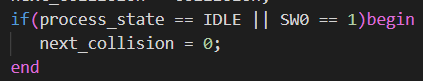 if(process_state == IDLE || SW0 == 1)begin
next_collision = 0;
end